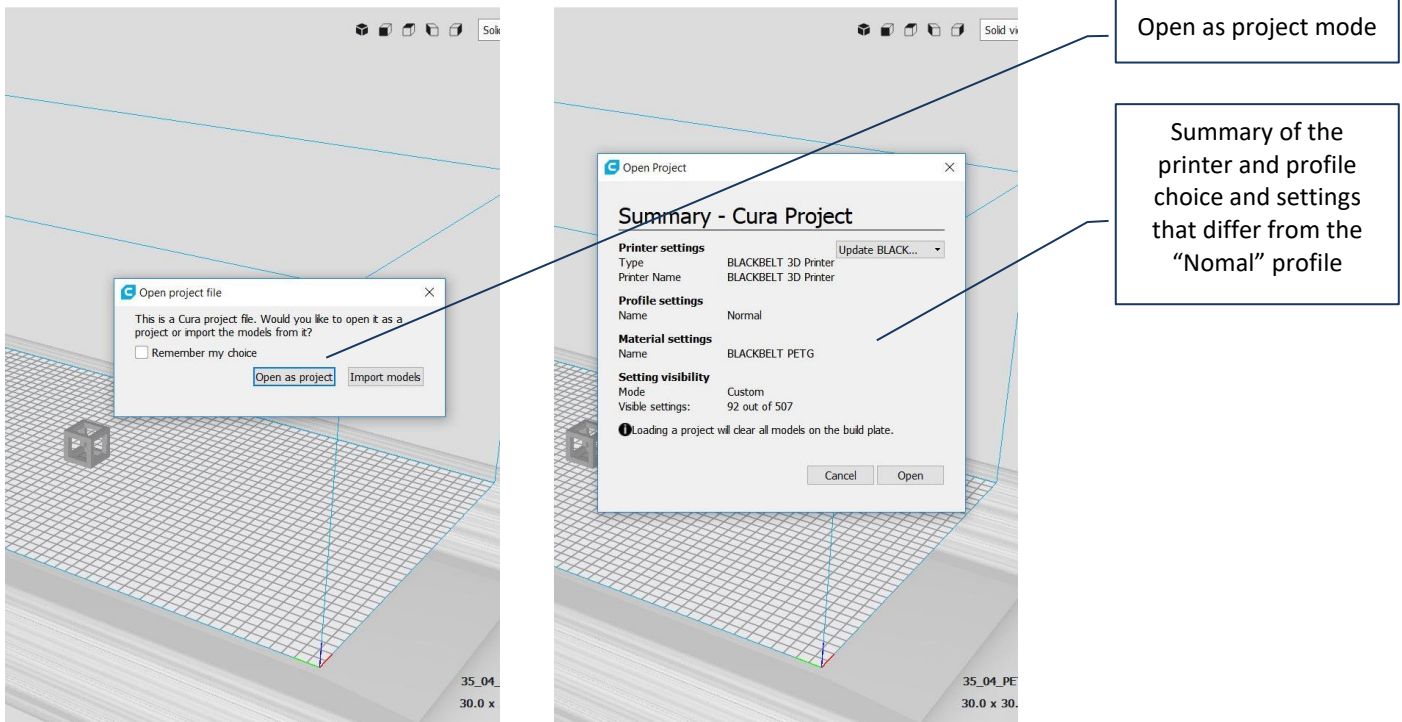 Solid
Open project file
This is a Cura project file. Would you like to open it as a
project or import the models from it?
Remember my choice
Open as project
Import models
35_04_
30.0 x
Solid vi
Open Project
Summary - Cura Project
Printer settings
Update BLACK...
Type BLACKBELT 3D Printer
Printer Name BLACKBELT 3D Printer
Profile settings
Name Normal
Material settings
Name BLACKBELT PETG
Setting visibility
Mode Custom
Visible settings: 92 out of 507
Loading a project will clear all models on the build plate.
Cancel Open
35_04_PE
30.0 x 30.
Open as project mode
Summary of the
printer and profile
choice and settings
that differ from the
“Nomal” profile